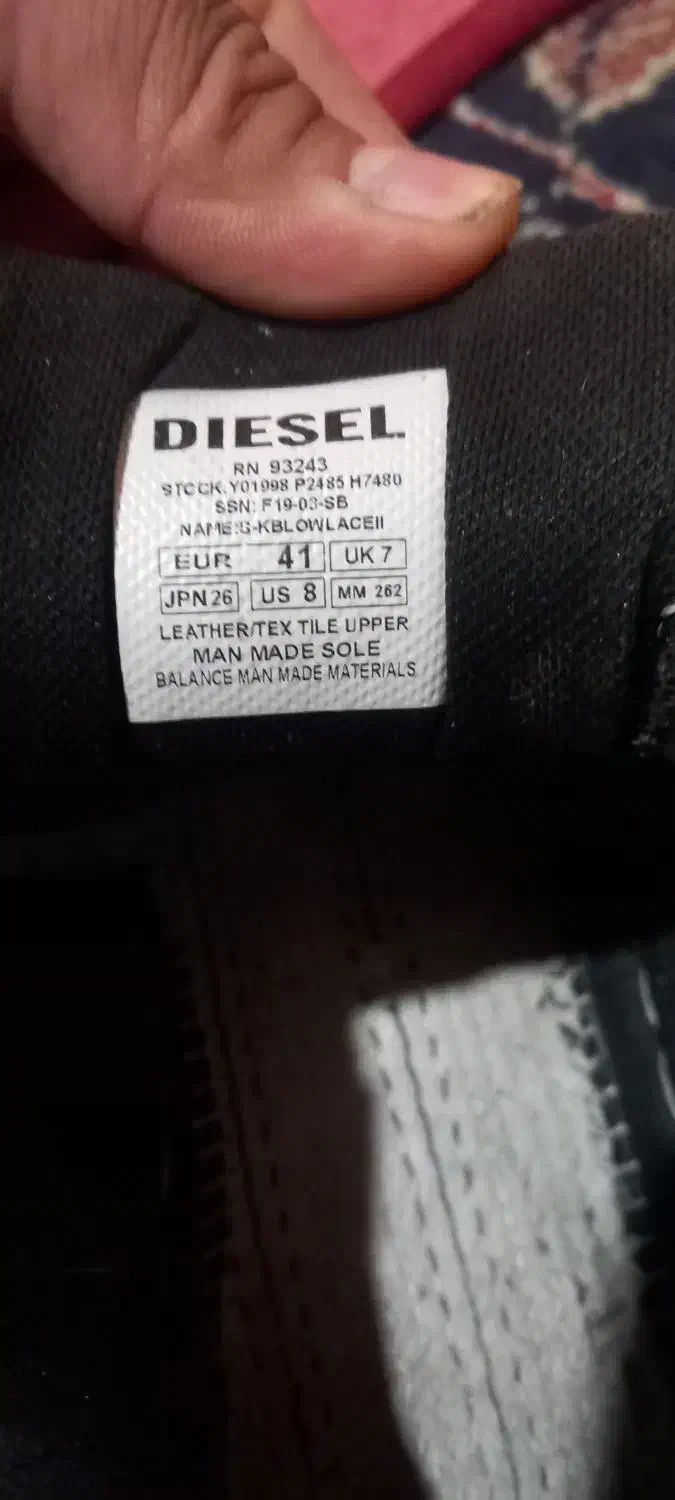 DIESEL
RN 93243
STOCK:Y01998 P2485 H7480
SSN: F19-03-SB
NAME:S-KBLOWLACEII
EUR 41 UK 7
JPN 26 US 8 MM 262
LEATHER/TEX TILE UPPER
MAN MADE SOLE
BALANCE MAN MADE MATERIALS